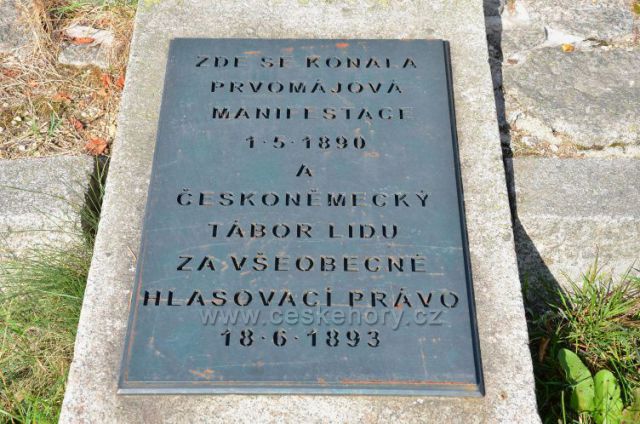 ZDE SE KONALA
PRVOMÁJOVÁ
MANIFESTACE
1·5·1890
A
ČESKONĚMECKÝ
TÁBOR LIDU
ZA VŠEOBECNÉ
HLASOVACÍ PRÁVO
www.ceskehory.cz
18·6·1893